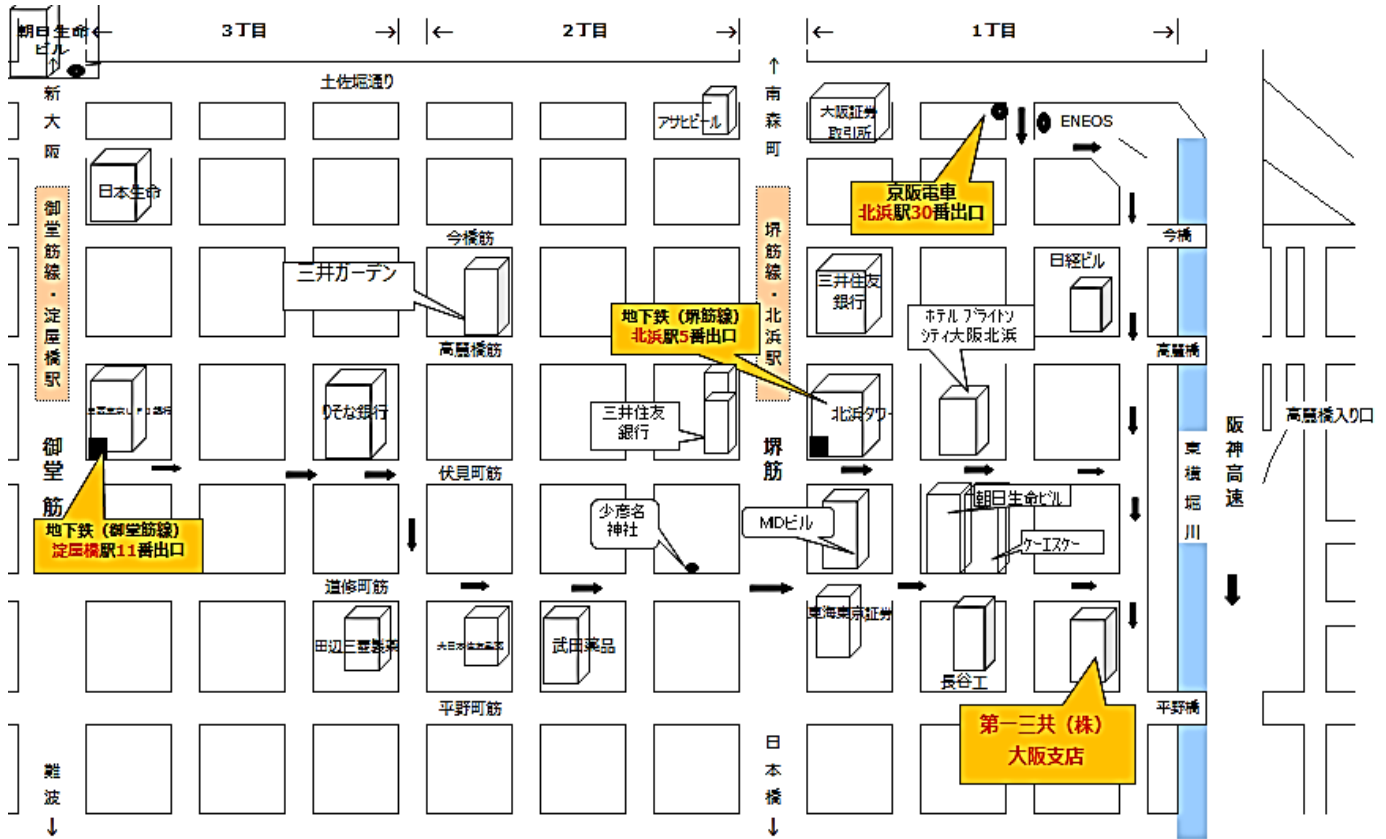 朝日生命
ビル
← 3丁目 →
← 2丁目 →
← 1丁目 →
↑
新大阪
土佐堀通り
アサヒビール
↑
南森町
大阪証券
取引所
ENEOS
日本生命
京阪電車
北浜駅30番出口
御堂筋線・淀屋橋駅
堺筋線・北浜駅
今橋筋
今橋
三井ガーデン
三井住友
銀行
日経ビル
地下鉄（堺筋線）
北浜駅5番出口
ホテル ブライトン
シティ大阪北浜
高麗橋筋
高麗橋
りそな銀行
三井住友
銀行
北浜タワー
高麗橋入り口
御堂筋
堺筋
東横堀川
阪神高速
伏見町筋
地下鉄（御堂筋線）
淀屋橋駅11番出口
少彦名
神社
MDビル
朝日生命ビル
ケーエスケー
道修町筋
田辺三菱製薬
大日本住友製薬
武田薬品
東海東京証券
長谷工
平野町筋
平野橋
第一三共（株）
大阪支店
難波
↓
日本橋
↓